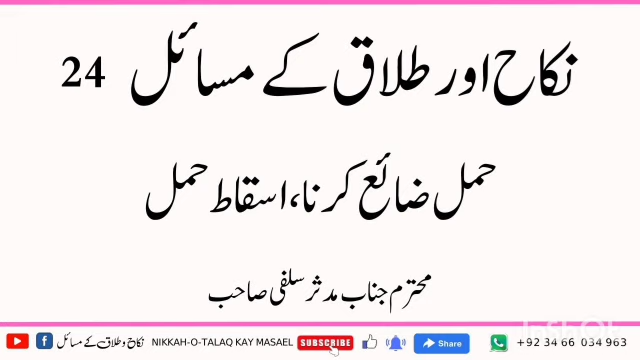 نکاح اور طلاق کے مسائل 24
حمل ضائع کرنا، اسقاط حمل
محترم جناب مدثر سلفی صاحب
نکاح و طلاق کے مسائل NIKKAH-O-TALAQ KAY MASAEL SUBSCRIBE Share +92 34 66 034 963
InShOt